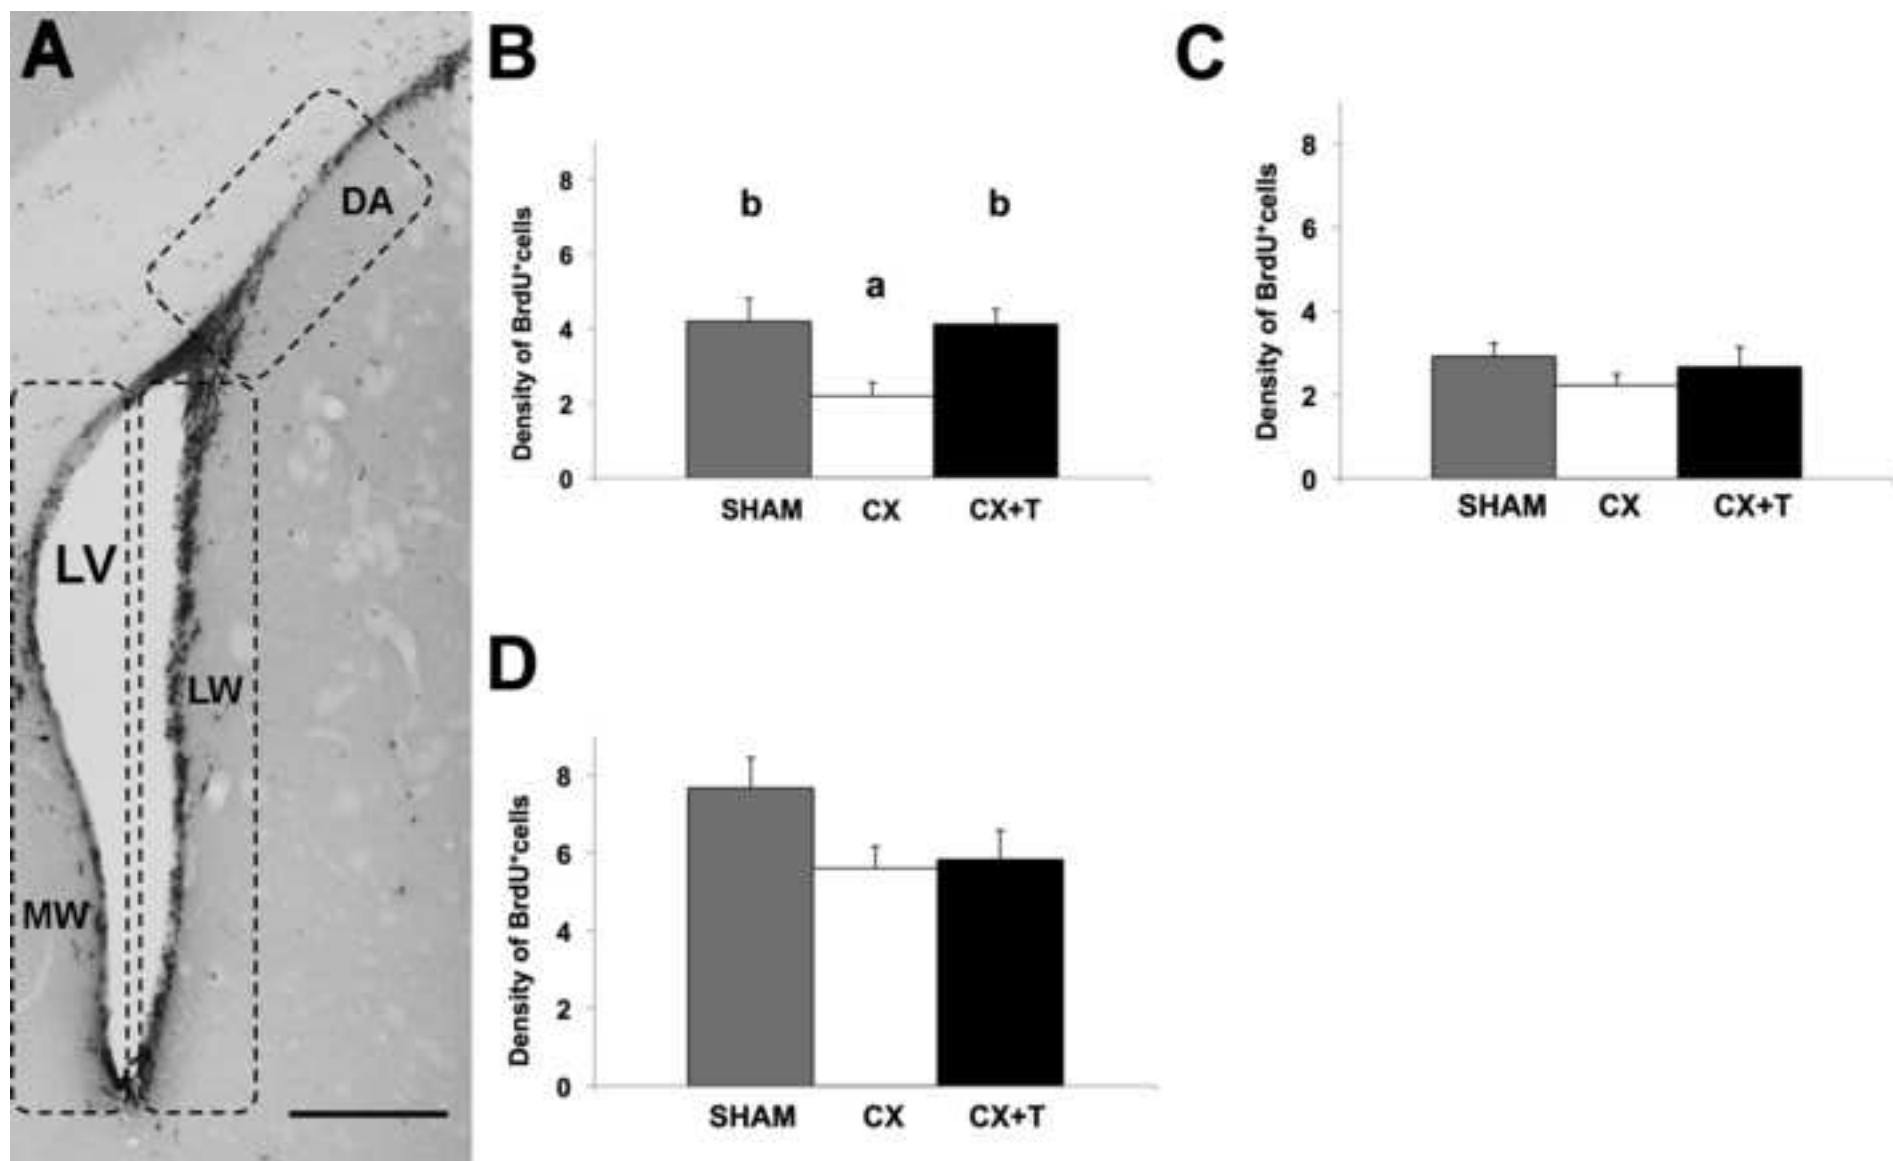 A
DA
LV
LW
MW
B
Density of BrdU⁺cells
8
6
4
2
0
b
a
b
SHAM CX CX+T
C
Density of BrdU⁺cells
8
6
4
2
0
SHAM CX CX+T
D
Density of BrdU⁺cells
8
6
4
2
0
SHAM CX CX+T